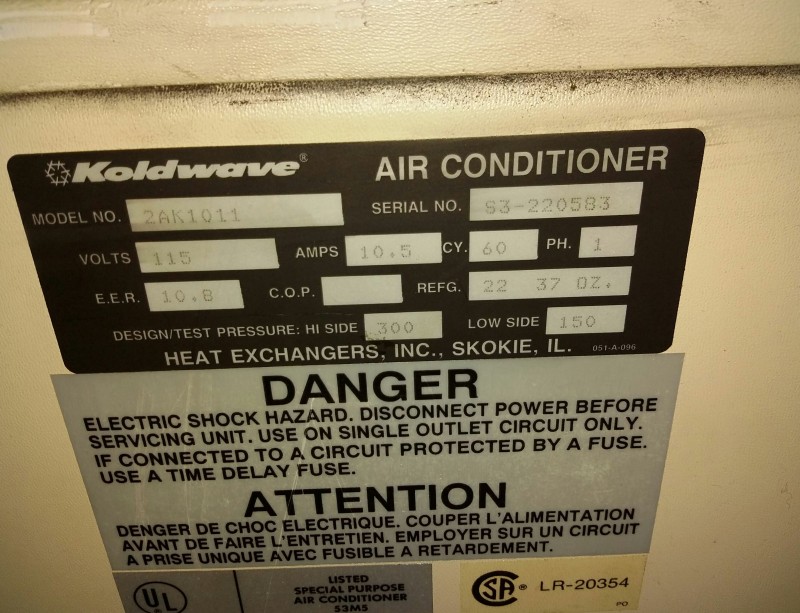 Koldwave® AIR CONDITIONER
MODEL NO. 2AK1011 SERIAL NO. S3-220583
VOLTS 115 AMPS 10.5 CY. 60 PH. 1
E.E.R. 10.8 C.O.P. REFG. 22 37 OZ.
DESIGN/TEST PRESSURE: HI SIDE 300 LOW SIDE 150
HEAT EXCHANGERS, INC., SKOKIE, IL. 051-A-096
DANGER
ELECTRIC SHOCK HAZARD. DISCONNECT POWER BEFORE
SERVICING UNIT. USE ON SINGLE OUTLET CIRCUIT ONLY.
IF CONNECTED TO A CIRCUIT PROTECTED BY A FUSE.
USE A TIME DELAY FUSE.
ATTENTION
DENGER DE CHOC ELECTRIQUE. COUPER L'ALIMENTATION
AVANT DE FAIRE L'ENTRETIEN. EMPLOYER SUR UN CIRCUIT
A PRISE UNIQUE AVEC FUSIBLE A RETARDEMENT.
UL
LISTED
SPECIAL PURPOSE
AIR CONDITIONER
53M5
SA® LR-20354
PO